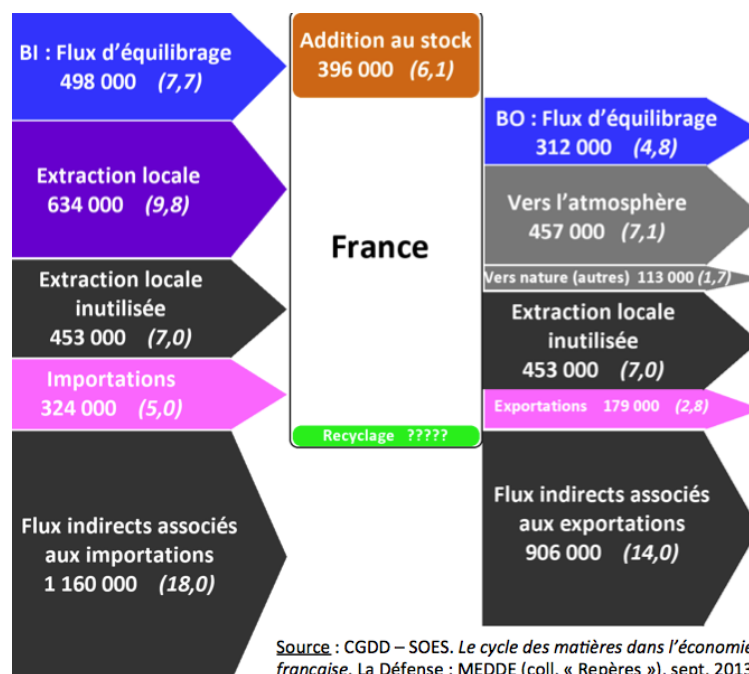 BI : Flux d'équilibrage
498 000 (7,7)
Extraction locale
634 000 (9,8)
Extraction locale
inutilisée
453 000 (7,0)
Importations
324 000 (5,0)
Flux indirects associés
aux importations
1 160 000 (18,0)
Addition au stock
396 000 (6,1)
France
Recyclage ?????
BO : Flux d'équilibrage
312 000 (4,8)
Vers l'atmosphère
457 000 (7,1)
Vers nature (autres) 113 000 (1,7)
Extraction locale
inutilisée
453 000 (7,0)
Exportations 179 000 (2,8)
Flux indirects associés
aux exportations
906 000 (14,0)
Source : CGDD – SOES. Le cycle des matières dans l'économie
française. La Défense : MEDDE (coll. « Repères »), sept. 2013